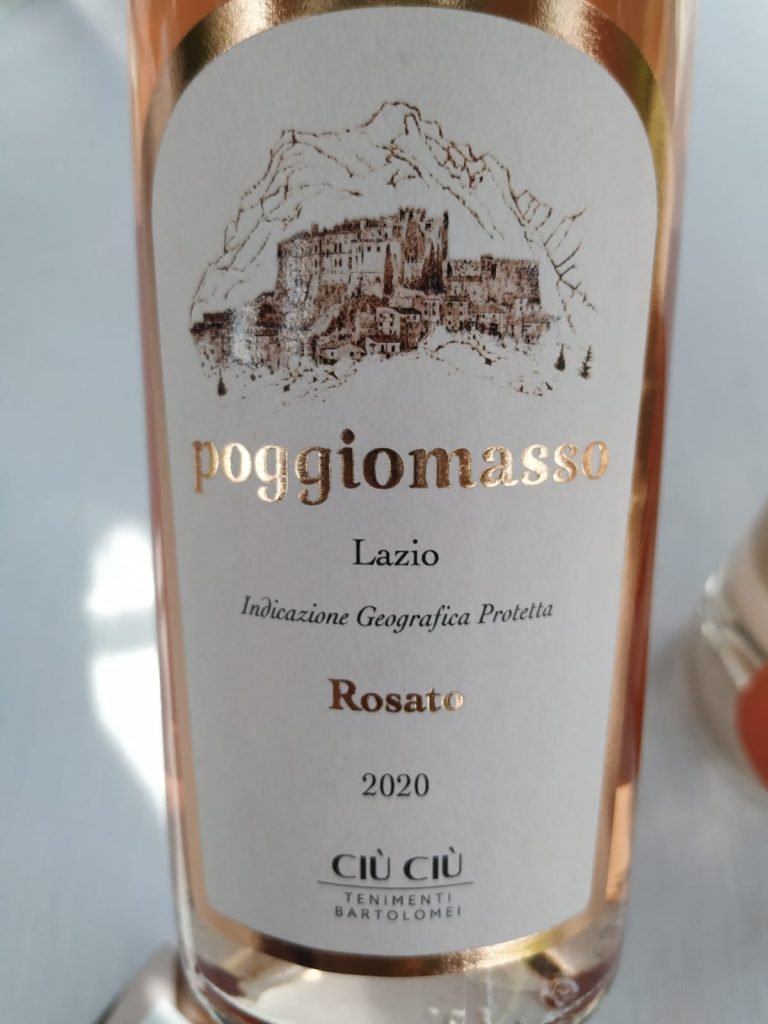 poggiomasso
Lazio
Indicazione Geografica Protetta
Rosato
2020
CIÙ CIÙ
TENIMENTI
BARTOLOMEI